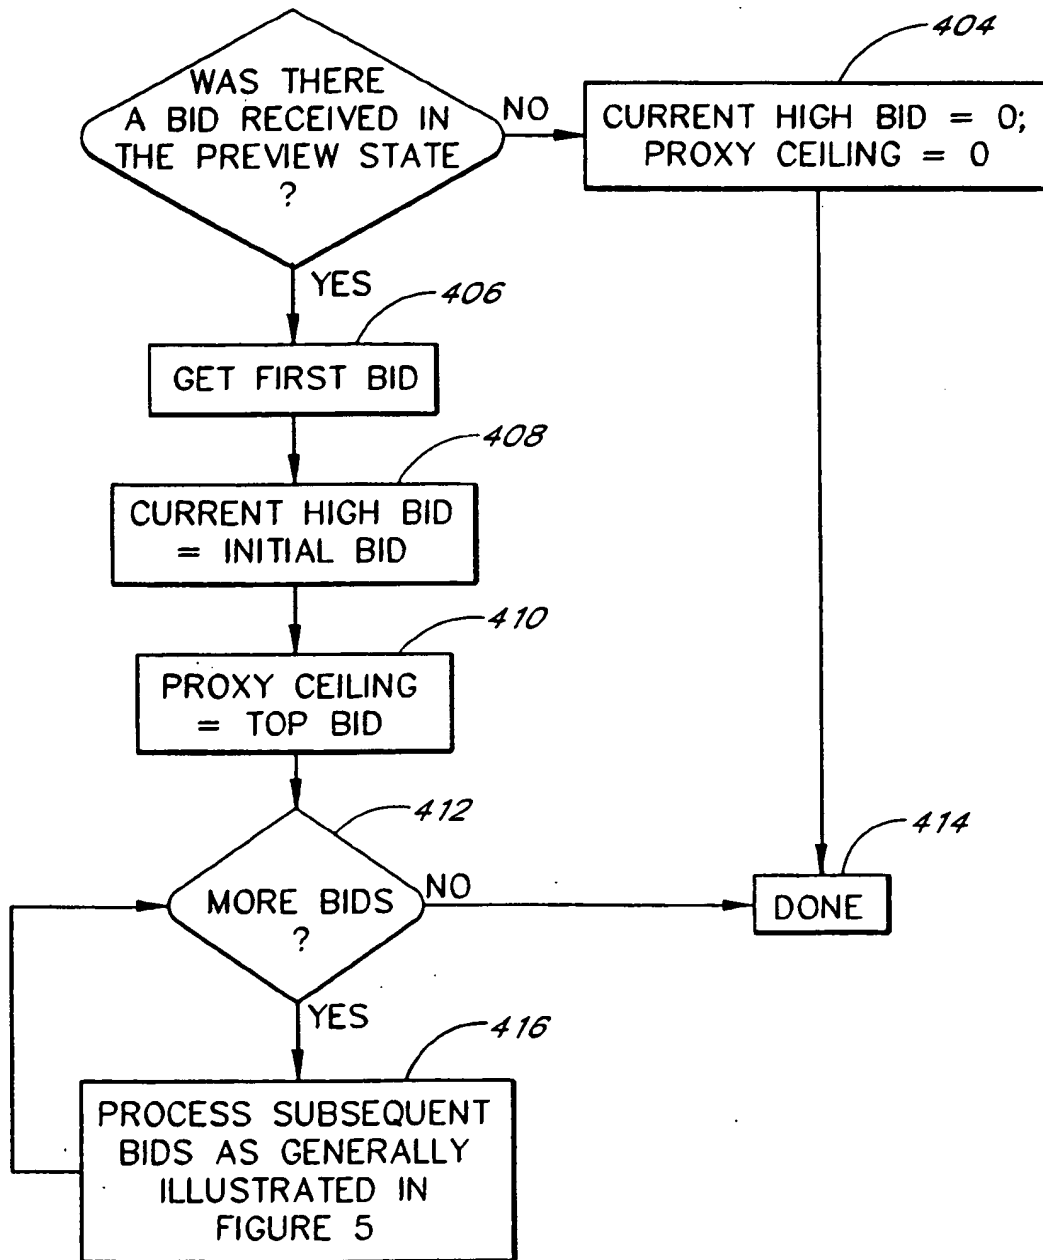 WAS THERE
A BID RECEIVED IN
THE PREVIEW STATE
?
NO
404
CURRENT HIGH BID = 0;
PROXY CEILING = 0
YES
406
GET FIRST BID
408
CURRENT HIGH BID
= INITIAL BID
410
PROXY CEILING
= TOP BID
412
MORE BIDS
?
NO
414
DONE
YES
416
PROCESS SUBSEQUENT
BIDS AS GENERALLY
ILLUSTRATED IN
FIGURE 5